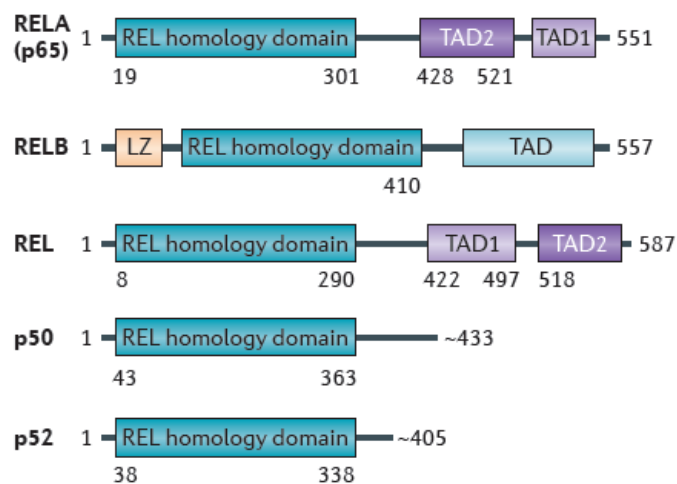 RELA
(p65) 1 REL homology domain TAD2 TAD1 551
19 301 428 521
RELB 1 LZ REL homology domain TAD 557
410
REL 1 REL homology domain TAD1 TAD2 587
8 290 422 497 518
p50 1 REL homology domain ~433
43 363
p52 1 REL homology domain ~405
38 338